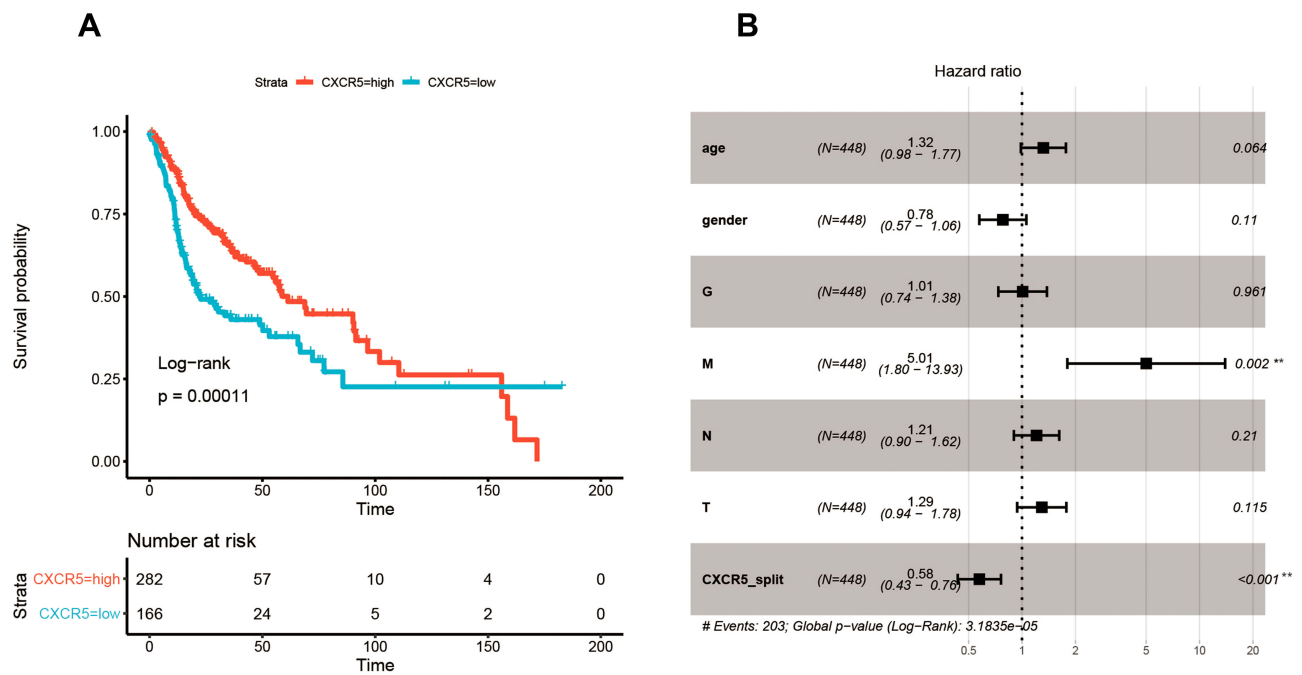 A
B
Strata CXCR5=high CXCR5=low
Survival probability
1.00
0.75
0.50
0.25
0.00
Log−rank
p = 0.00011
0 50 100 150 200
Time
Number at risk
Strata
CXCR5=high 282 57 10 4 0
CXCR5=low 166 24 5 2 0
0 50 100 150 200
Time
Hazard ratio
age (N=448) 1.32 0.064
(0.98 − 1.77)
gender (N=448) 0.78 0.11
(0.57 − 1.06)
G (N=448) 1.01 0.961
(0.74 − 1.38)
M (N=448) 5.01 0.002 **
(1.80 − 13.93)
N (N=448) 1.21 0.21
(0.90 − 1.62)
T (N=448) 1.29 0.115
(0.94 − 1.78)
CXCR5_split (N=448) 0.58 <0.001 **
(0.43 − 0.76)
# Events: 203; Global p−value (Log−Rank): 3.1835e−05
0.5 1 2 5 10 20